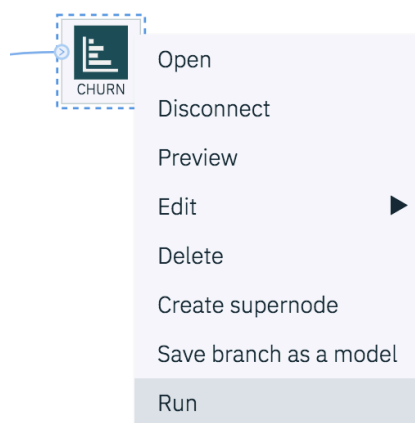 CHURN
Open
Disconnect
Preview
Edit
Delete
Create supernode
Save branch as a model
Run